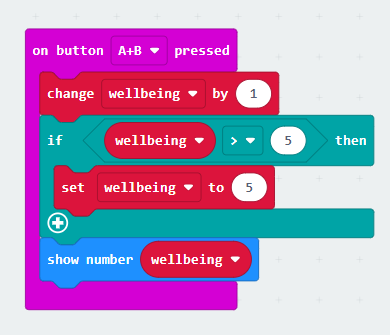 on button A+B pressed
change wellbeing by 1
if wellbeing > 5 then
set wellbeing to 5
show number wellbeing